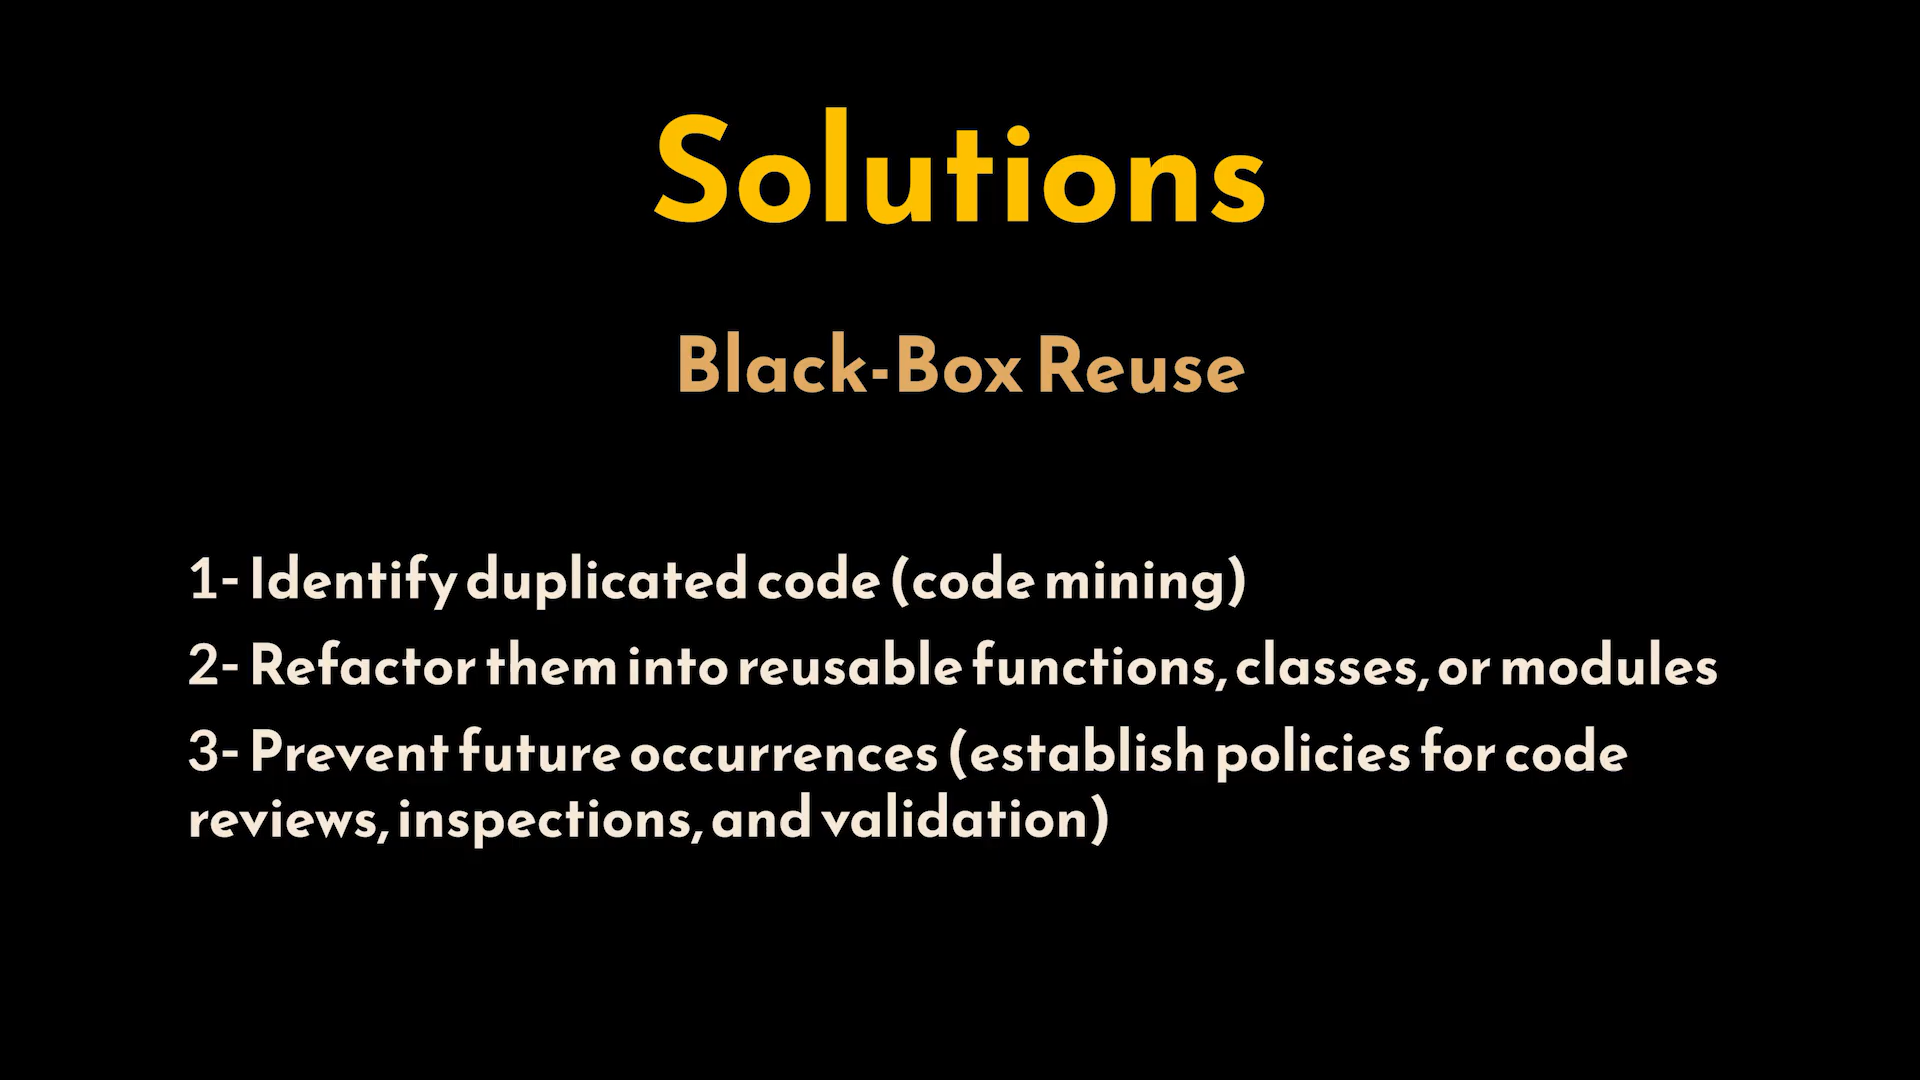 Solutions
Black-Box Reuse
1- Identify duplicated code (code mining)
2- Refactor them into reusable functions, classes, or modules
3- Prevent future occurrences (establish policies for code
reviews, inspections, and validation)